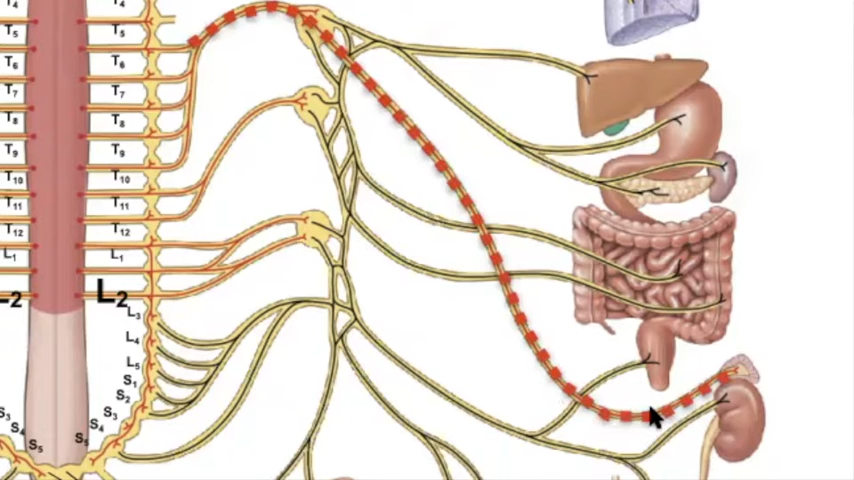 T4 T4
T5 T5
T6 T6
T7 T7
T8 T8
T9 T9
T10 T10
T11 T11
T12 T12
L1 L1
L2 L2
L3
L4
L5
S1
S2
S3 S3
S4 S4
S5 S5